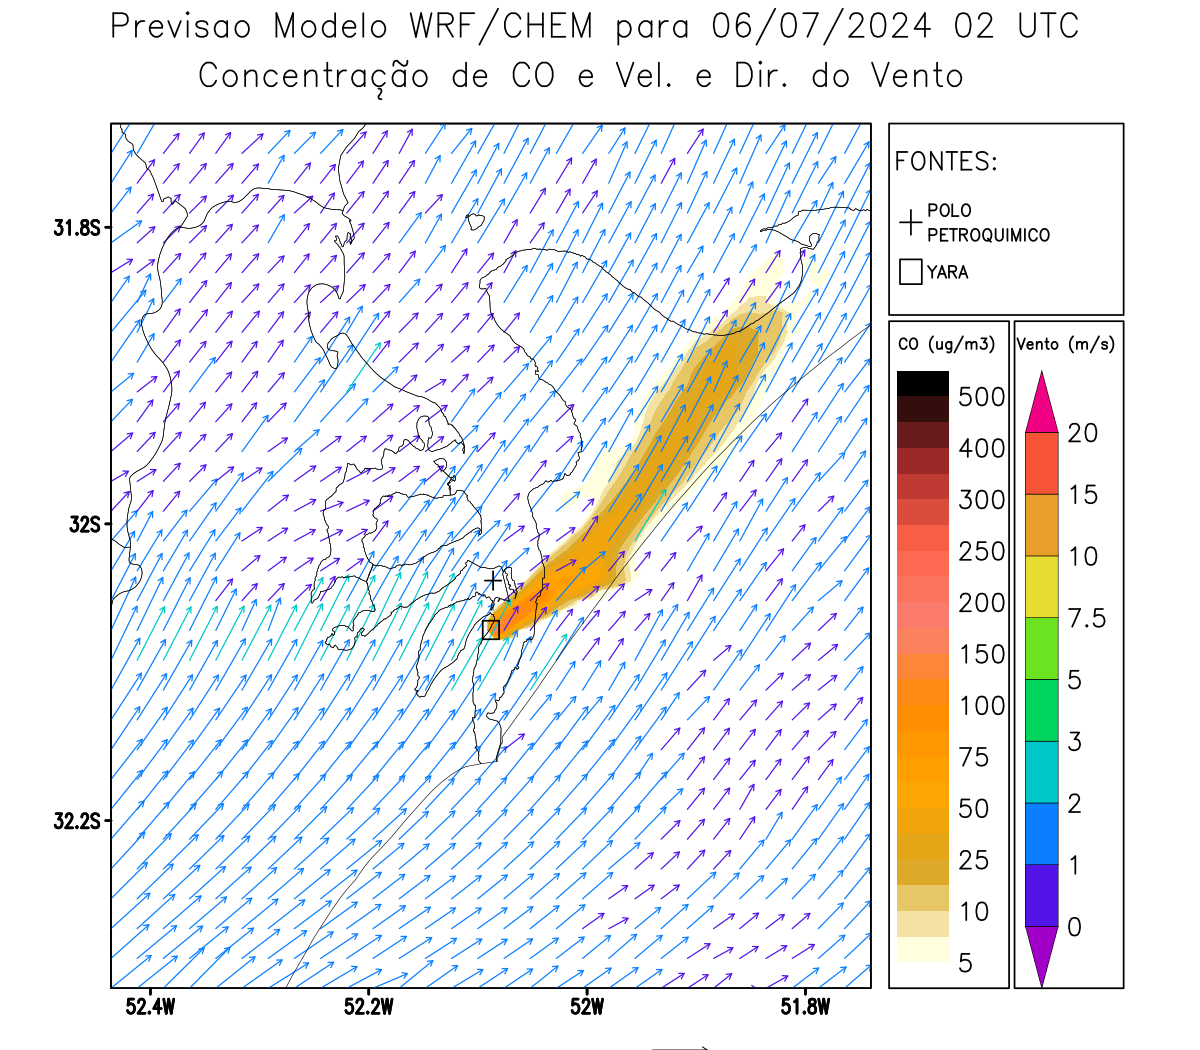 Previsao Modelo WRF/CHEM para 06/07/2024 02 UTC
Concentração de CO e Vel. e Dir. do Vento
FONTES:
POLO
PETROQUIMICO
YARA
CO (ug/m3)
500
400
300
250
200
150
100
75
50
25
10
5
Vento (m/s)
20
15
10
7.5
5
3
2
1
0
31.8S
32S
32.2S
52.4W
52.2W
52W
51.8W